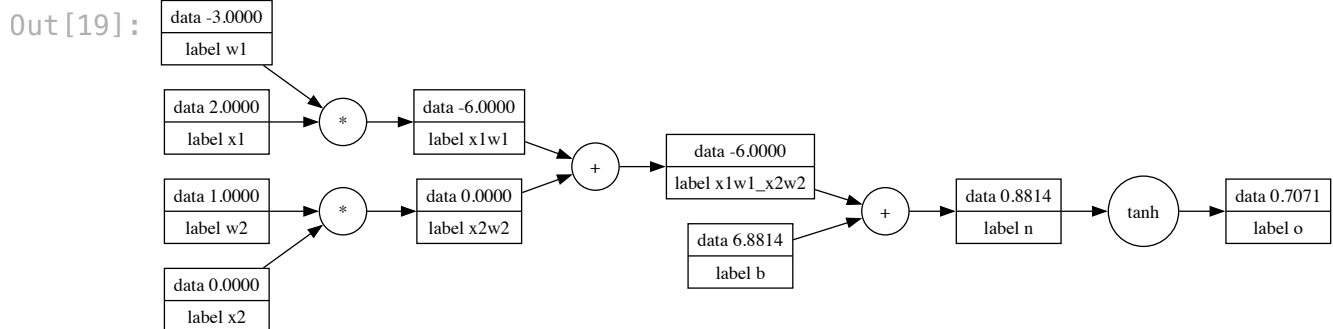 Out[19]:
data -3.0000
label w1
data 2.0000
label x1
*
data -6.0000
label x1w1
data 1.0000
label w2
*
data 0.0000
label x2w2
data 0.0000
label x2
+
data -6.0000
label x1w1_x2w2
data 6.8814
label b
+
data 0.8814
label n
tanh
data 0.7071
label o